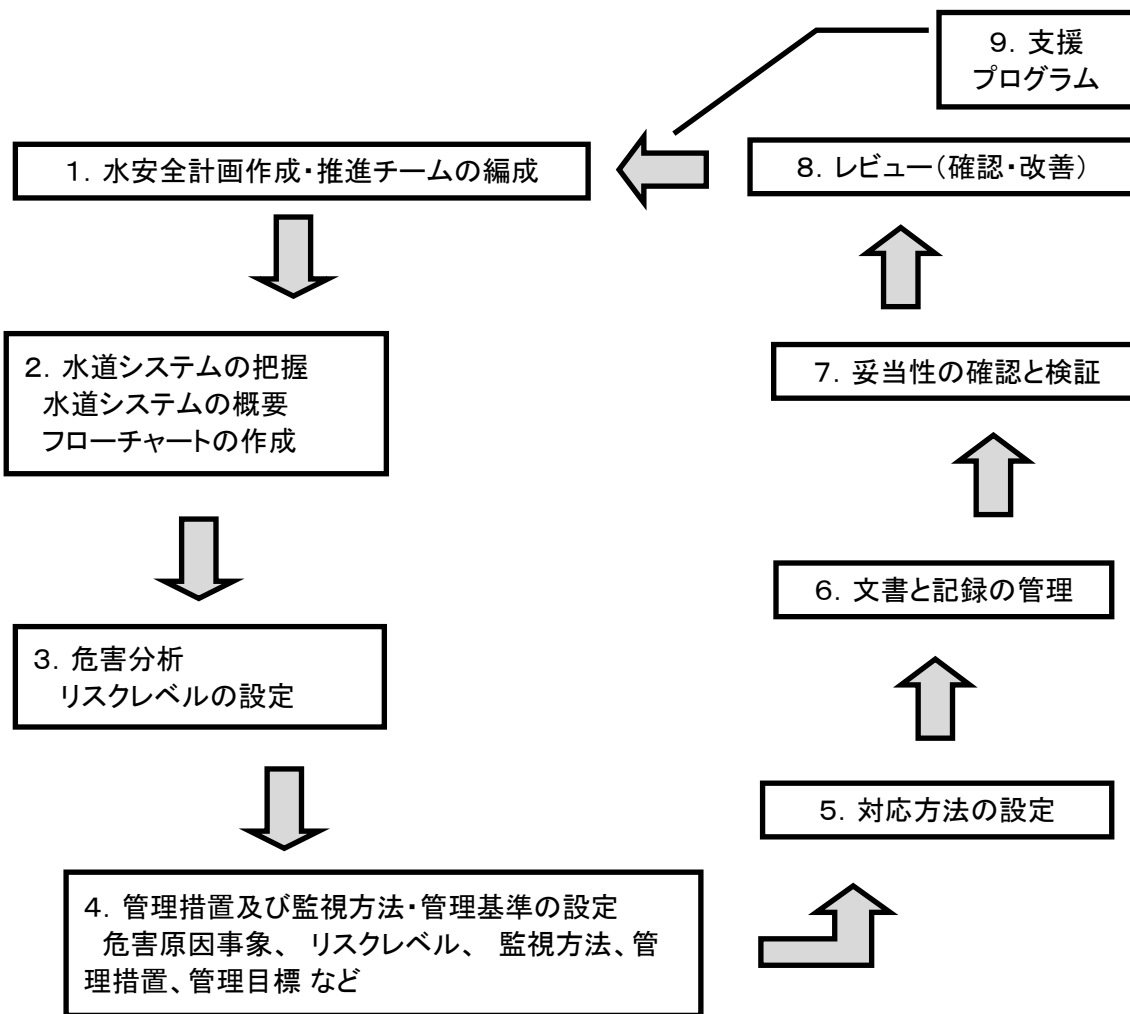 9．支援
プログラム
1．水安全計画作成・推進チームの編成
8．レビュー（確認・改善）
2．水道システムの把握
水道システムの概要
フローチャートの作成
7．妥当性の確認と検証
6．文書と記録の管理
3．危害分析
リスクレベルの設定
5．対応方法の設定
4．管理措置及び監視方法・管理基準の設定
危害原因事象、 リスクレベル、 監視方法、管
理措置、管理目標 など